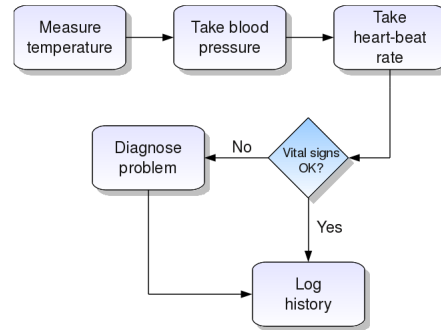 Measure
temperature
Take blood
pressure
Take
heart-beat
rate
Vital signs
OK?
No
Diagnose
problem
Yes
Log
history